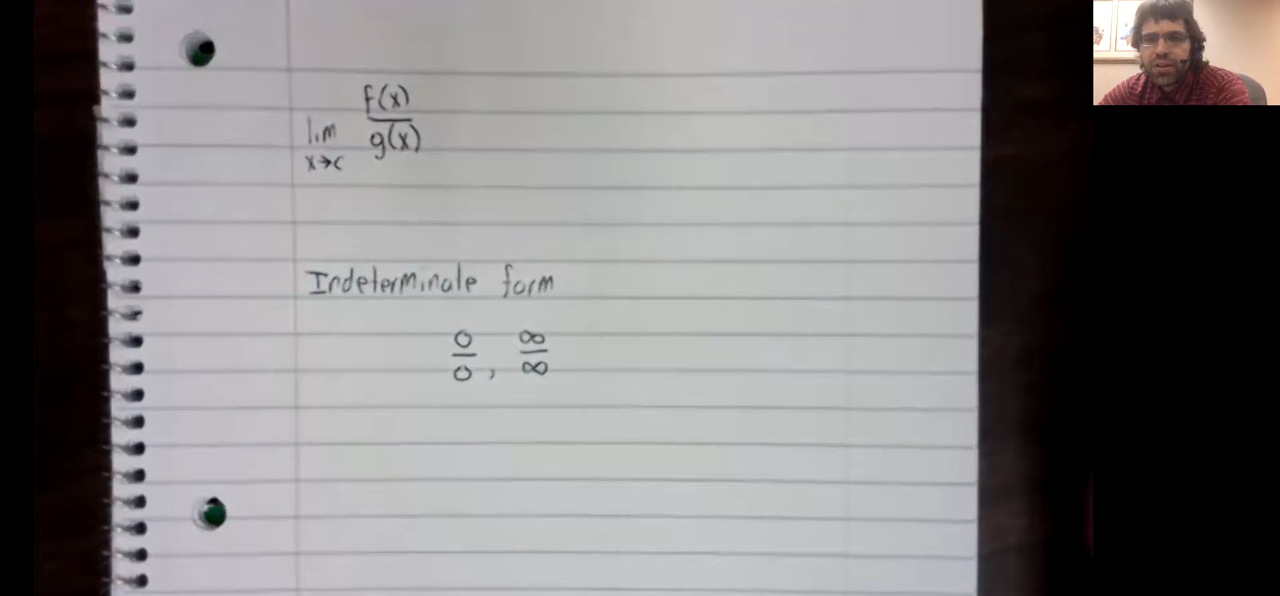 lim x→c f(x)/g(x)
Indeterminate form
0/0, ∞/∞